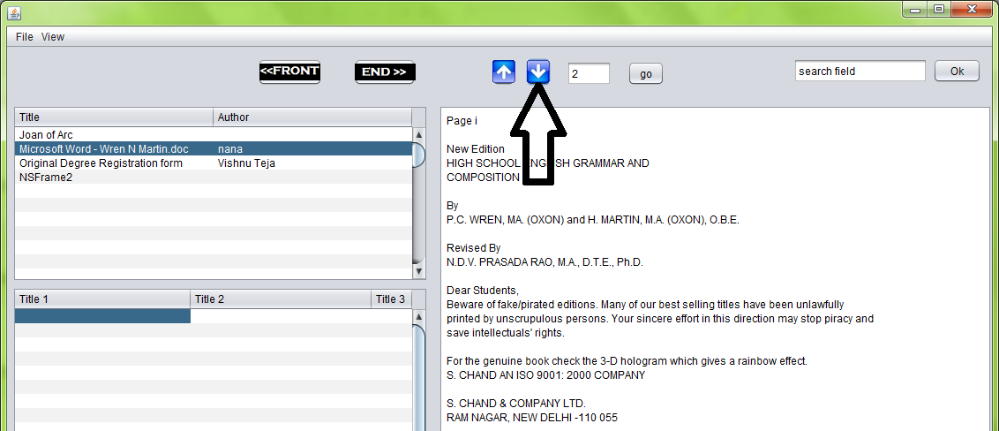 File View
<<FRONT END >> 2 go search field Ok
Title Author
Joan of Arc
Microsoft Word - Wren N Martin.doc nana
Original Degree Registration form Vishnu Teja
NSFrame2
Title 1 Title 2 Title 3
Page i
New Edition
HIGH SCHOOL ENGLISH GRAMMAR AND
COMPOSITION
By
P.C. WREN, MA. (OXON) and H. MARTIN, M.A. (OXON), O.B.E.
Revised By
N.D.V. PRASADA RAO, M.A., D.T.E., Ph.D.
Dear Students,
Beware of fake/pirated editions. Many of our best selling titles have been unlawfully
printed by unscrupulous persons. Your sincere effort in this direction may stop piracy and
save intellectuals' rights.
For the genuine book check the 3-D hologram which gives a rainbow effect.
S. CHAND AN ISO 9001: 2000 COMPANY
S. CHAND & COMPANY LTD.
RAM NAGAR, NEW DELHI -110 055